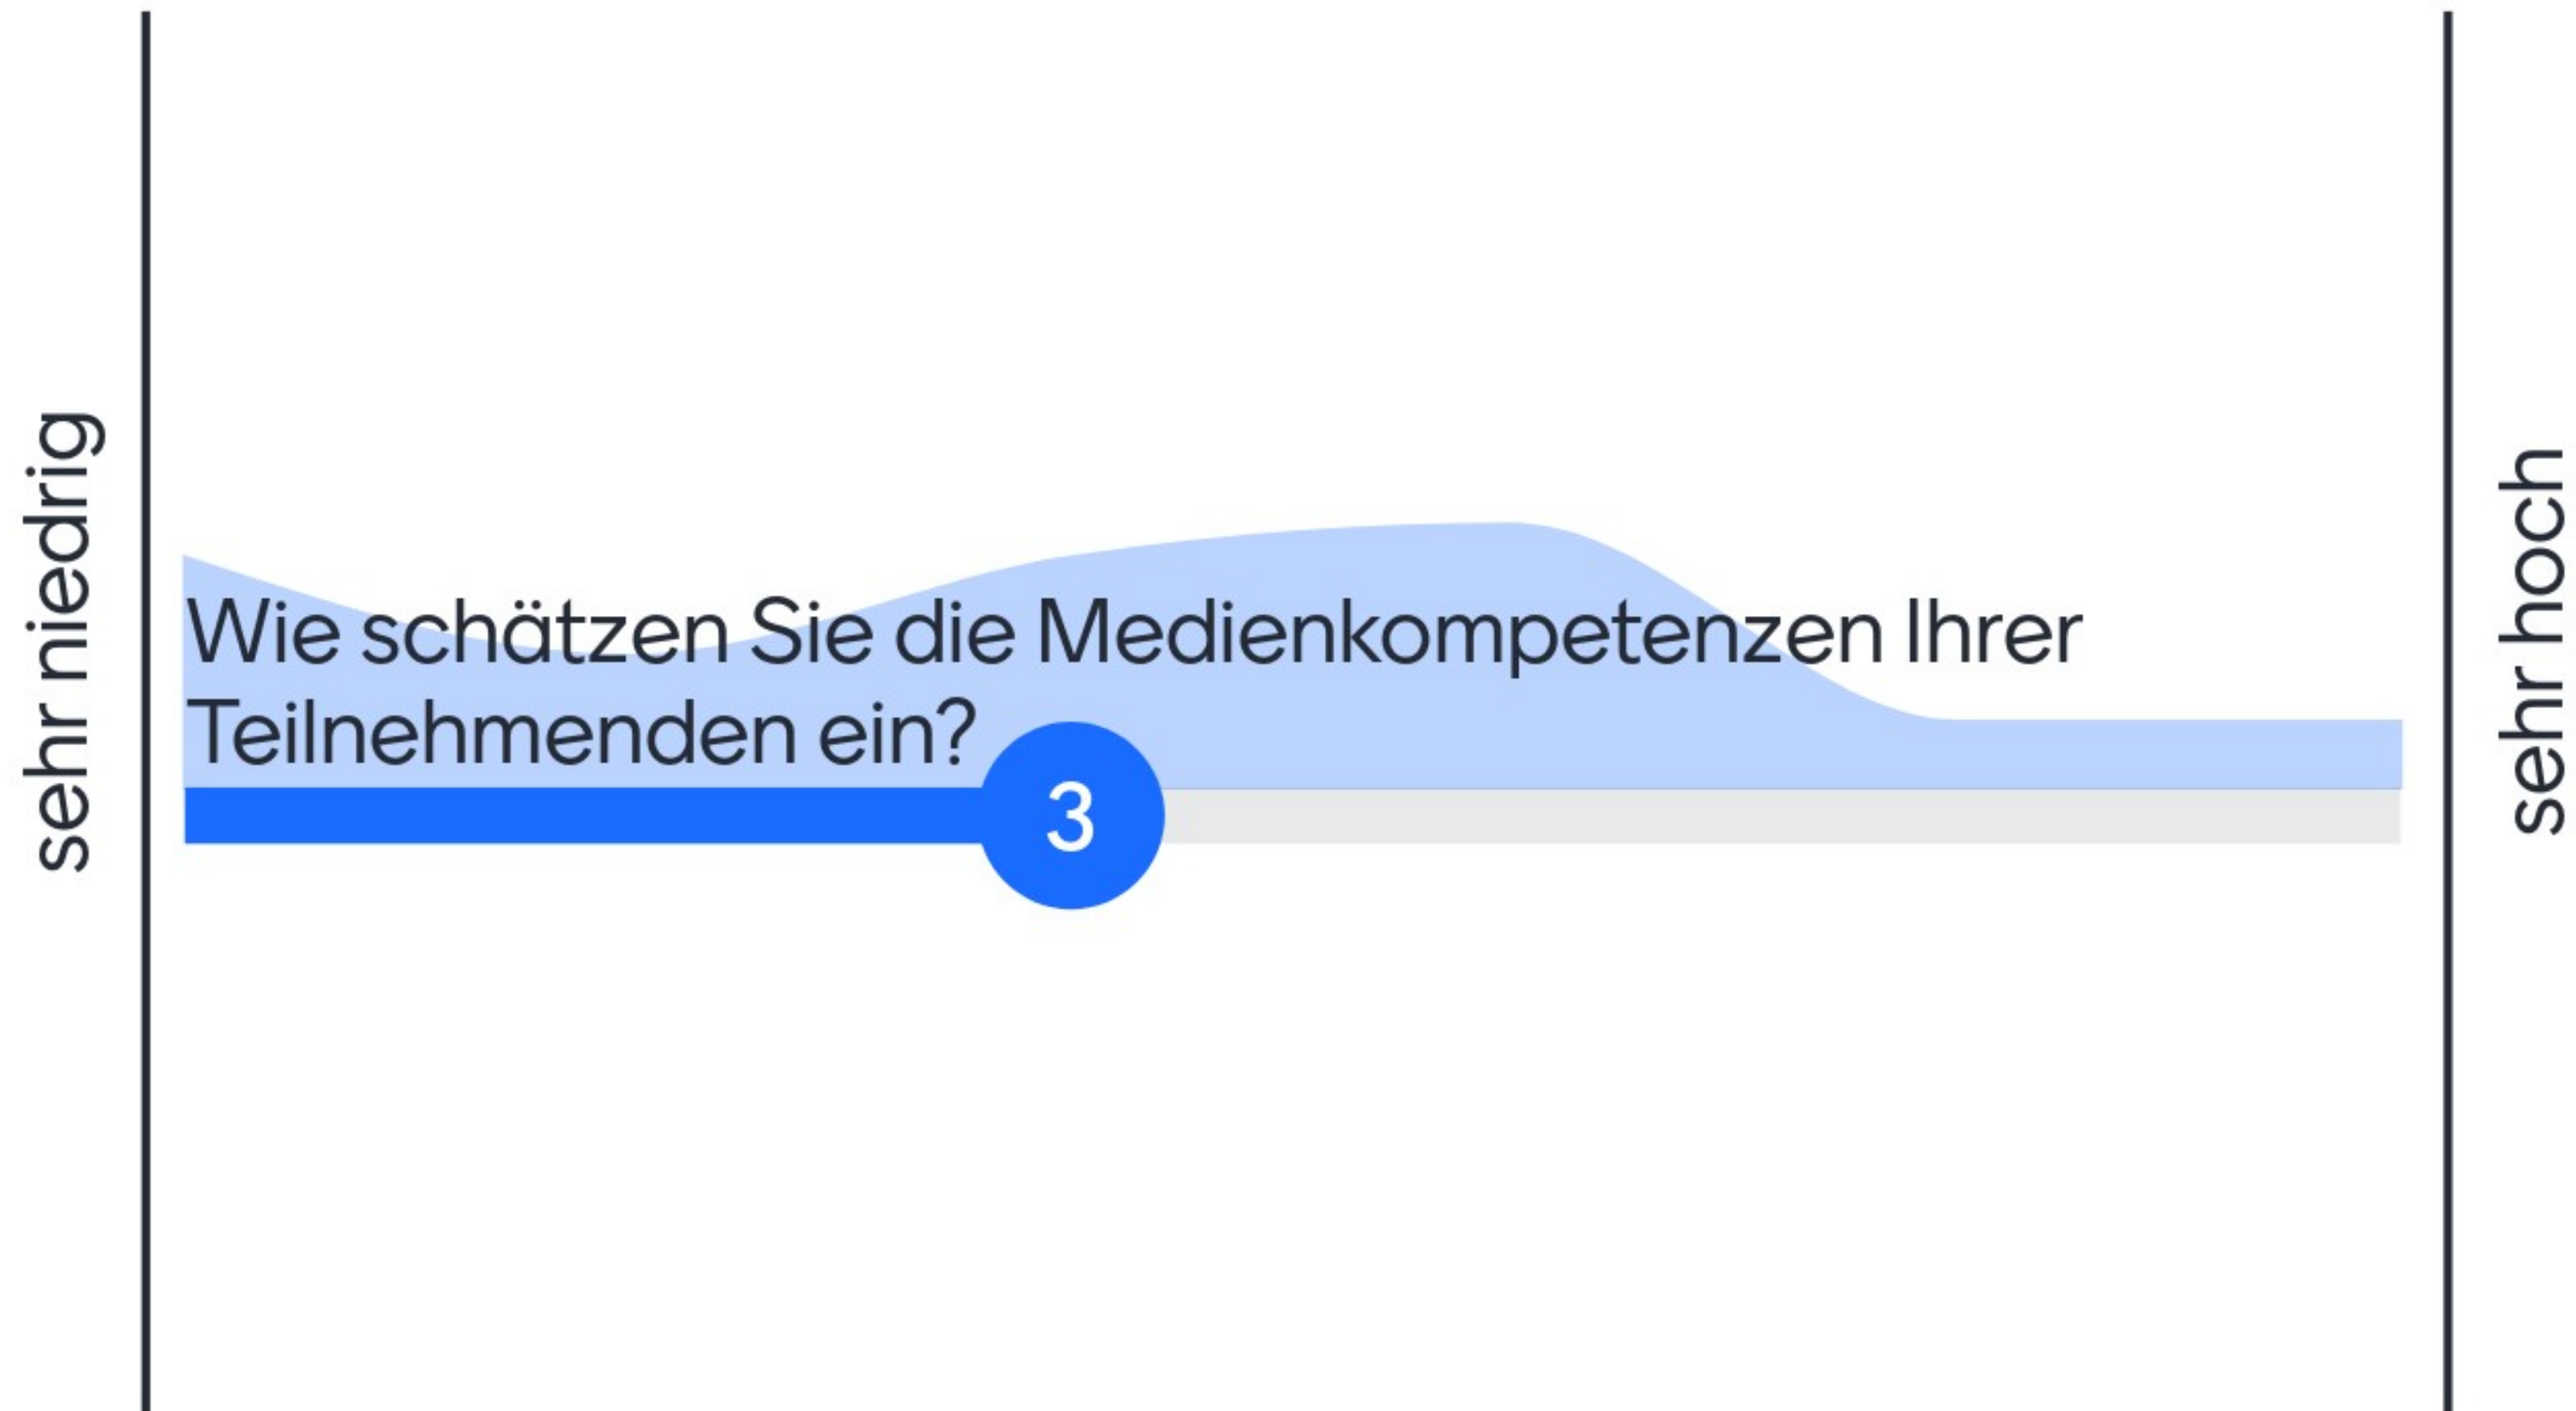 sehr niedrig
Wie schätzen Sie die Medienkompetenzen Ihrer
Teilnehmenden ein?
3
sehr hoch